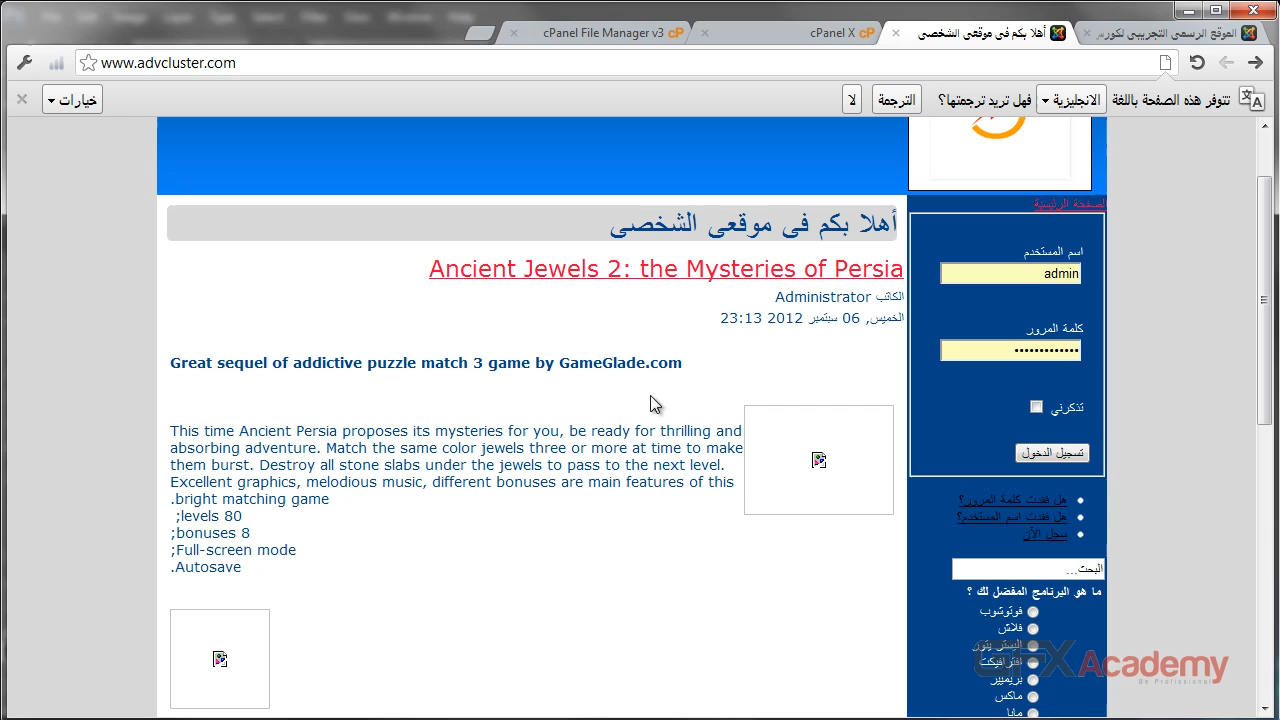 cPanel File Manager v3
cPanel X
أهلا بكم فى موقعى الشخصى
الموقع الرسمى التجريبى لكورس
www.advcluster.com
تتوفر هذه الصفحة باللغة
الانجليزية
فهل تريد ترجمتها؟
الترجمة
لا
خيارات
أهلا بكم فى موقعى الشخصى
Ancient Jewels 2: the Mysteries of Persia
الكاتب Administrator
الخميس, 06 سبتمبر 2012 23:13
Great sequel of addictive puzzle match 3 game by GameGlade.com
This time Ancient Persia proposes its mysteries for you, be ready for thrilling and
absorbing adventure. Match the same color jewels three or more at time to make
them burst. Destroy all stone slabs under the jewels to pass to the next level.
Excellent graphics, melodious music, different bonuses are main features of this
.bright matching game
;levels 80
;bonuses 8
;Full-screen mode
.Autosave
الصفحة الرئيسية
اسم المستخدم
admin
كلمة المرور
•••••••••••••
تذكرني
تسجيل الدخول
هل فقدت كلمة المرور؟
هل فقدت اسم المستخدم؟
سجل الآن
البحث...
ما هو البرنامج المفضل لك ؟
فوتوشوب
فلاش
اليستريتور
افترافيكت
بريميير
ماكس
مايا
GFXAcademy
Be Professional